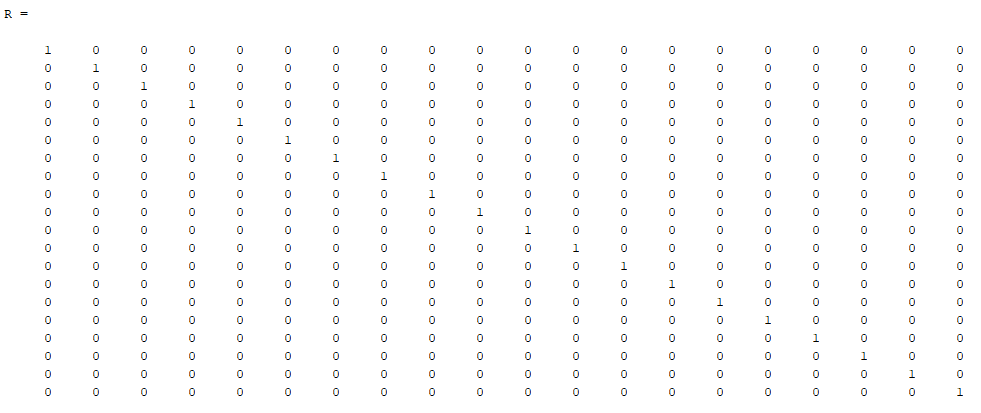 R =
1 0 0 0 0 0 0 0 0 0 0 0 0 0 0 0 0 0 0 0
0 1 0 0 0 0 0 0 0 0 0 0 0 0 0 0 0 0 0 0
0 0 1 0 0 0 0 0 0 0 0 0 0 0 0 0 0 0 0 0
0 0 0 1 0 0 0 0 0 0 0 0 0 0 0 0 0 0 0 0
0 0 0 0 1 0 0 0 0 0 0 0 0 0 0 0 0 0 0 0
0 0 0 0 0 1 0 0 0 0 0 0 0 0 0 0 0 0 0 0
0 0 0 0 0 0 1 0 0 0 0 0 0 0 0 0 0 0 0 0
0 0 0 0 0 0 0 1 0 0 0 0 0 0 0 0 0 0 0 0
0 0 0 0 0 0 0 0 1 0 0 0 0 0 0 0 0 0 0 0
0 0 0 0 0 0 0 0 0 1 0 0 0 0 0 0 0 0 0 0
0 0 0 0 0 0 0 0 0 0 1 0 0 0 0 0 0 0 0 0
0 0 0 0 0 0 0 0 0 0 0 1 0 0 0 0 0 0 0 0
0 0 0 0 0 0 0 0 0 0 0 0 1 0 0 0 0 0 0 0
0 0 0 0 0 0 0 0 0 0 0 0 0 1 0 0 0 0 0 0
0 0 0 0 0 0 0 0 0 0 0 0 0 0 1 0 0 0 0 0
0 0 0 0 0 0 0 0 0 0 0 0 0 0 0 1 0 0 0 0
0 0 0 0 0 0 0 0 0 0 0 0 0 0 0 0 1 0 0 0
0 0 0 0 0 0 0 0 0 0 0 0 0 0 0 0 0 1 0 0
0 0 0 0 0 0 0 0 0 0 0 0 0 0 0 0 0 0 1 0
0 0 0 0 0 0 0 0 0 0 0 0 0 0 0 0 0 0 0 1